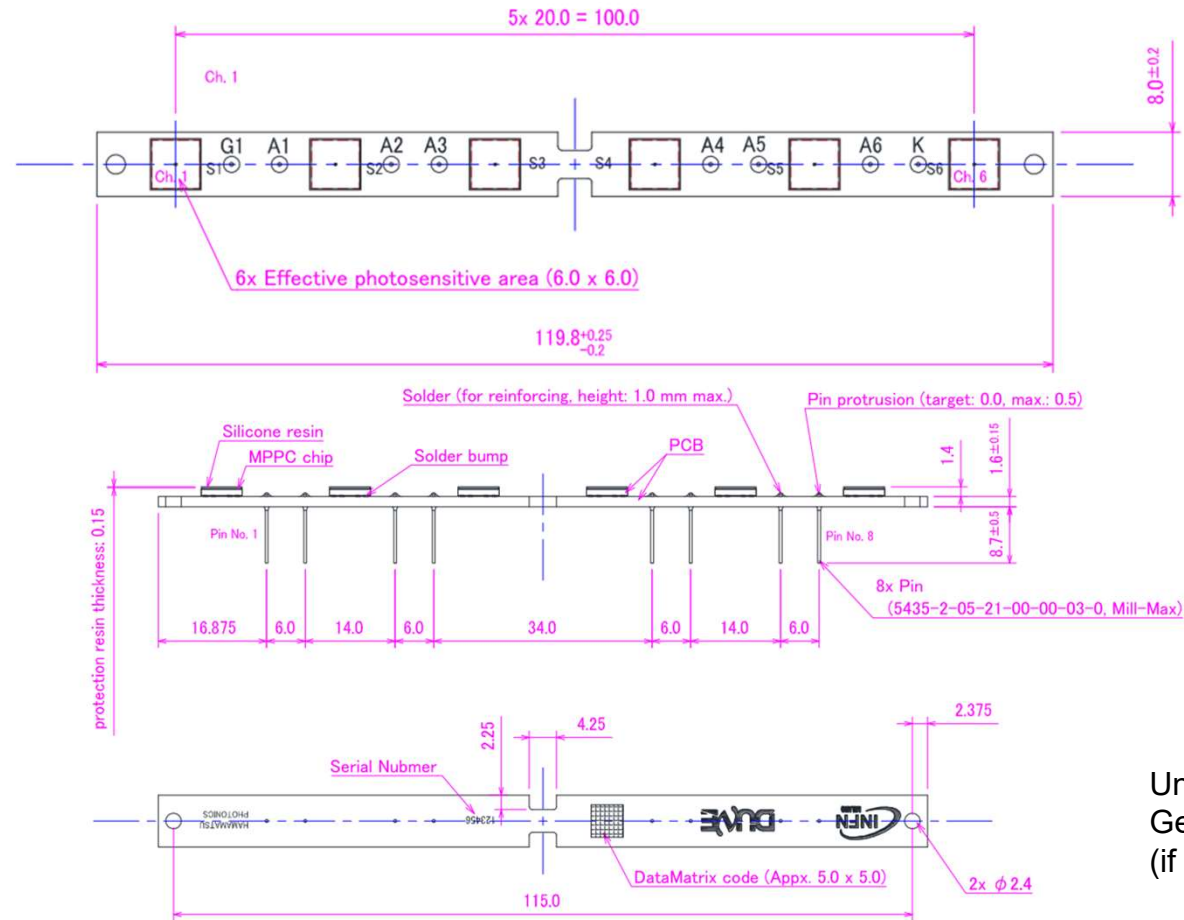 5x 20.0 = 100.0
Ch. 1
8.0±0.2
G1 A1 A2 A3 A4 A5 A6 K
S1 S2 S3 S4 S5 S6
Ch. 1
Ch. 6
6x Effective photosensitive area (6.0 x 6.0)
119.8+0.25 -0.2
Solder (for reinforcing, height: 1.0 mm max.)
Pin protrusion (target: 0.0, max.: 0.5)
Silicone resin
MPPC chip
Solder bump
PCB
1.4
1.6±0.15
Pin No. 1
Pin No. 8
8.7±0.5
protection resin thickness: 0.15
8x Pin
(5435-2-05-21-00-00-03-0, Mill-Max)
16.875 6.0 14.0 6.0 34.0 6.0 14.0 6.0
2.25
4.25
2.375
Serial Nubmer
HAMAMATSU
PHOTONICS
123456
DUNE
INFN
DataMatrix code (Appx. 5.0 x 5.0)
2x φ2.4
115.0
(if